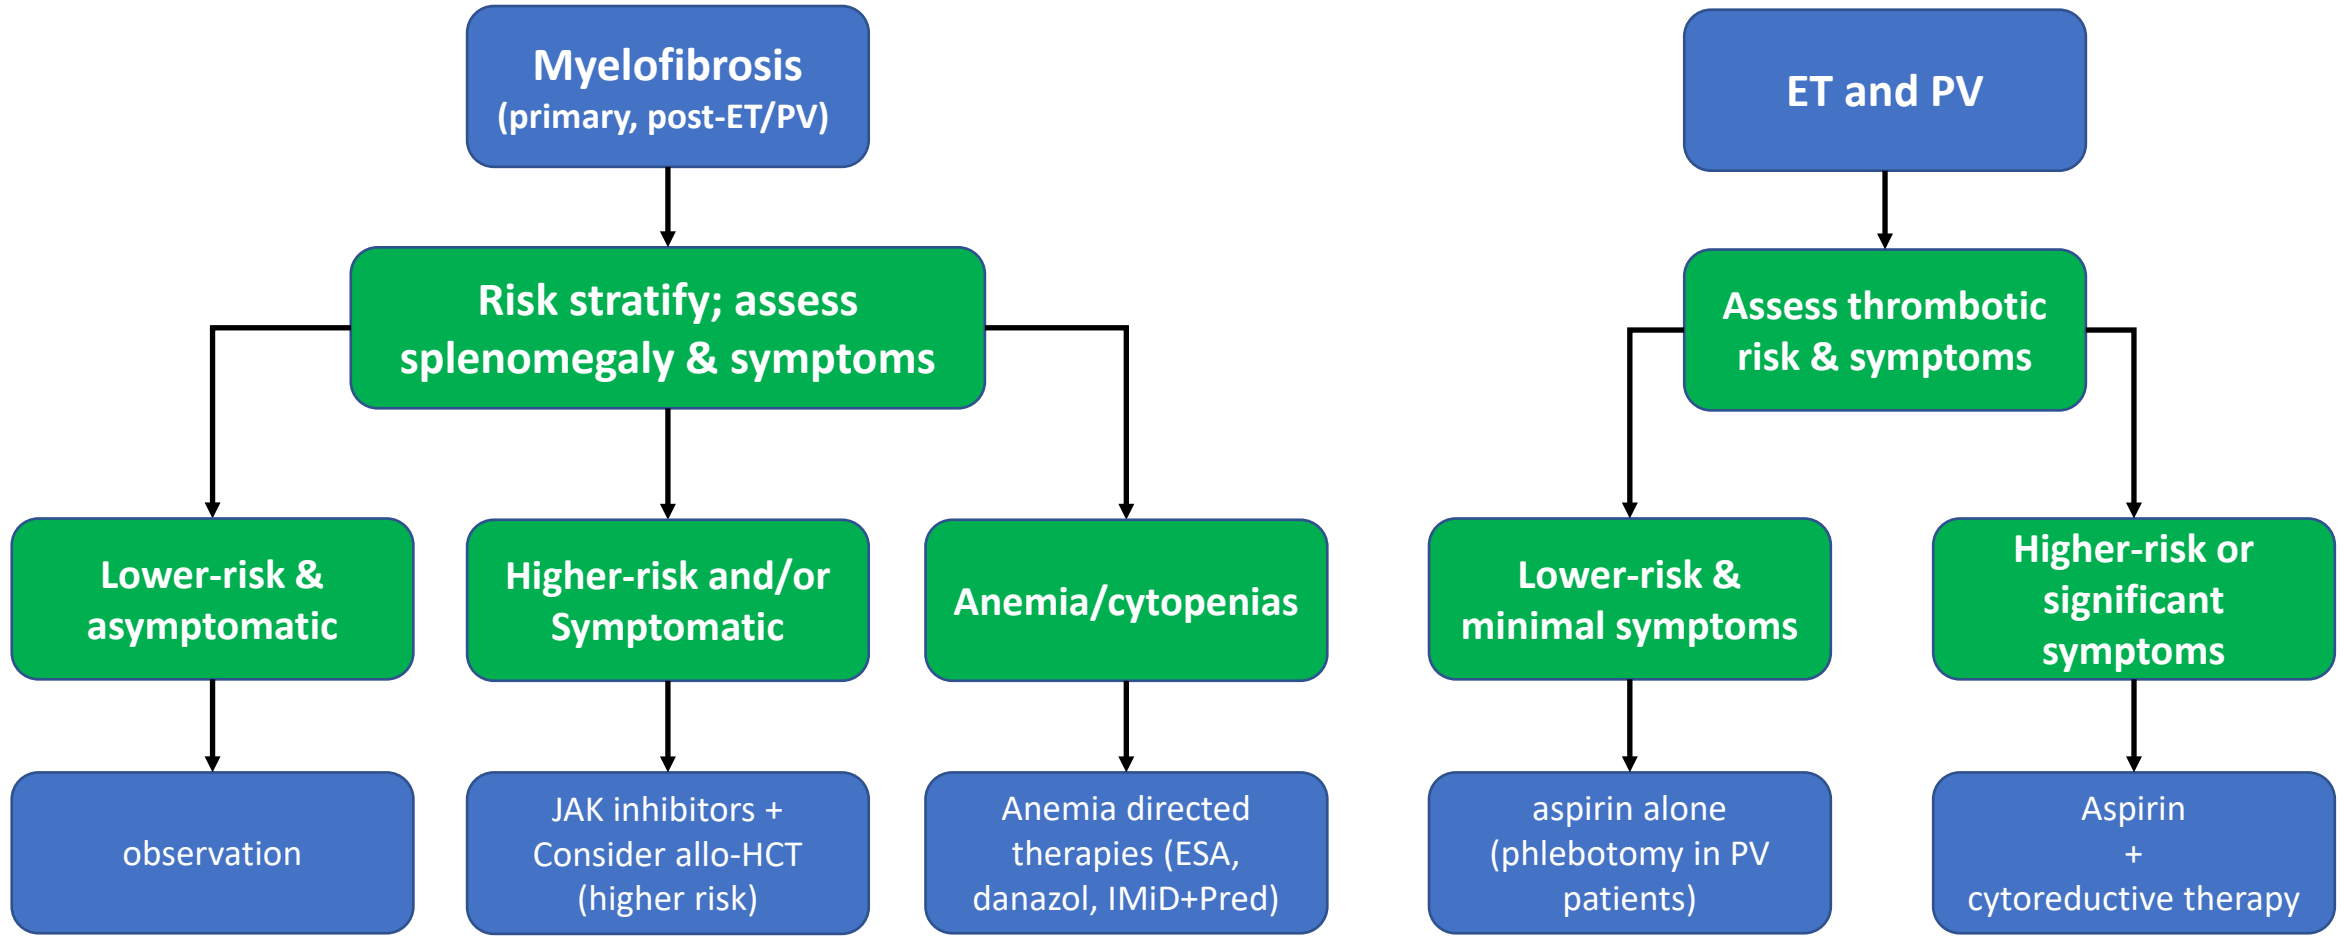 Myelofibrosis
(primary, post-ET/PV)
ET and PV
Risk stratify; assess
splenomegaly & symptoms
Assess thrombotic
risk & symptoms
Lower-risk &
asymptomatic
Higher-risk and/or
Symptomatic
Anemia/cytopenias
Lower-risk &
minimal symptoms
Higher-risk or
significant
symptoms
observation
JAK inhibitors +
Consider allo-HCT
(higher risk)
Anemia directed
therapies (ESA,
danazol, IMiD+Pred)
aspirin alone
(phlebotomy in PV
patients)
Aspirin
+
cytoreductive therapy